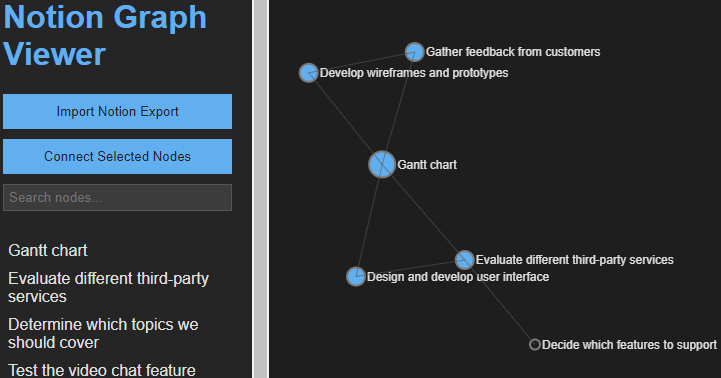 Notion Graph
Viewer
Import Notion Export
Connect Selected Nodes
Search nodes...
Gantt chart
Evaluate different third-party
services
Determine which topics we
should cover
Test the video chat feature
Gather feedback from customers
Develop wireframes and prototypes
Gantt chart
Evaluate different third-party services
Design and develop user interface
Decide which features to support